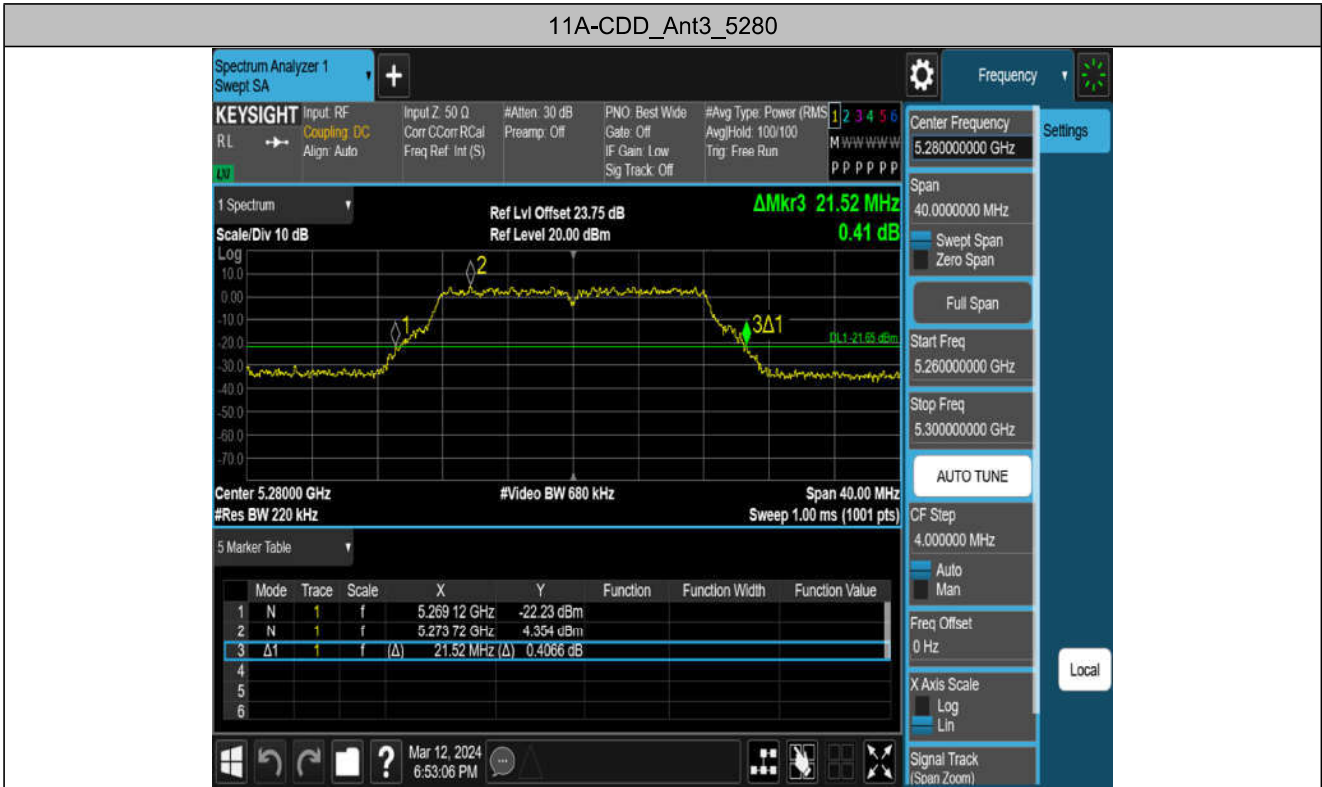 11A-CDD_Ant3_5280
Spectrum Analyzer 1
Swept SA
+
Frequency
KEYSIGHT
RL
Input: RF
Coupling: DC
Align: Auto
Input Z: 50 Ω
Corr CCorr RCal
Freq Ref: Int (S)
#Atten: 30 dB
Preamp: Off
PNO: Best Wide
Gate: Off
IF Gain: Low
Sig Track: Off
#Avg Type: Power (RMS
Avg|Hold: 100/100
Trig: Free Run
1 2 3 4 5 6
M W W W W W
P P P P P P
1 Spectrum
Scale/Div 10 dB
Ref Lvl Offset 23.75 dB
Ref Level 20.00 dBm
ΔMkr3 21.52 MHz
0.41 dB
Log
10.0
0.00
-10.0
-20.0
-30.0
-40.0
-50.0
-60.0
-70.0
1
2
3Δ1
DL1 -21.65 dBm
Center 5.28000 GHz
#Res BW 220 kHz
#Video BW 680 kHz
Span 40.00 MHz
Sweep 1.00 ms (1001 pts)
5 Marker Table
Mode Trace Scale X Y Function Function Width Function Value
1 N 1 f 5.269 12 GHz -22.23 dBm
2 N 1 f 5.273 72 GHz 4.354 dBm
3 Δ1 1 f (Δ) 21.52 MHz (Δ) 0.4066 dB
4
5
6
Center Frequency
5.280000000 GHz
Settings
Span
40.0000000 MHz
Swept Span
Zero Span
Full Span
Start Freq
5.260000000 GHz
Stop Freq
5.300000000 GHz
AUTO TUNE
CF Step
4.000000 MHz
Auto
Man
Freq Offset
0 Hz
X Axis Scale
Log
Lin
Local
Signal Track
(Span Zoom)
?
Mar 12, 2024
6:53:06 PM